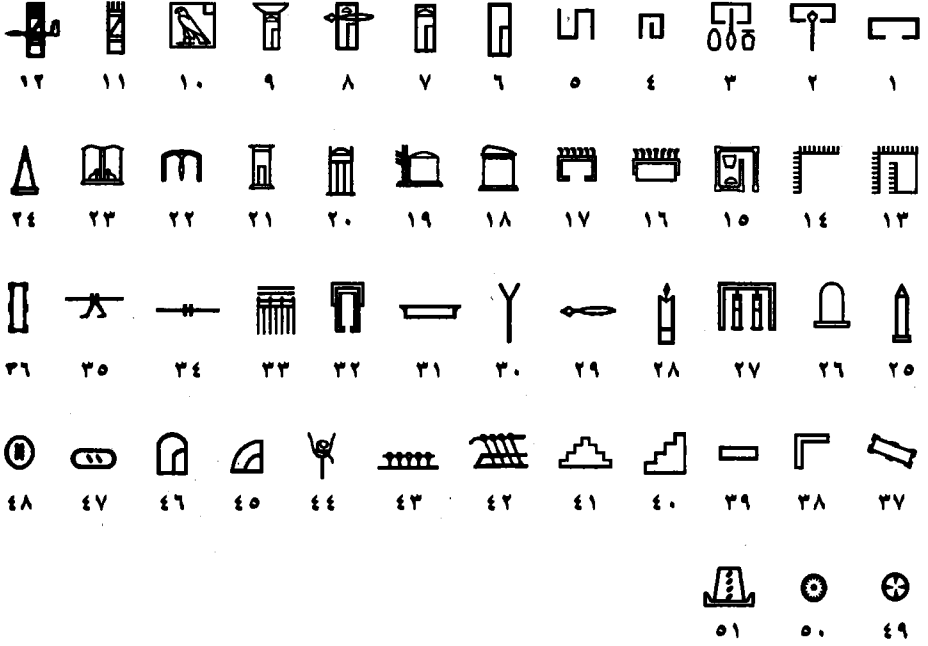 ١ ٢ ٣ ٤ ٥ ٦ ٧ ٨ ٩ ١٠ ١١ ١٢
١٣ ١٤ ١٥ ١٦ ١٧ ١٨ ١٩ ٢٠ ٢١ ٢٢ ٢٣ ٢٤
٢٥ ٢٦ ٢٧ ٢٨ ٢٩ ٣٠ ٣١ ٣٢ ٣٣ ٣٤ ٣٥ ٣٦
٣٧ ٣٨ ٣٩ ٤٠ ٤١ ٤٢ ٤٣ ٤٤ ٤٥ ٤٦ ٤٧ ٤٨
٤٩ ٥٠ ٥١